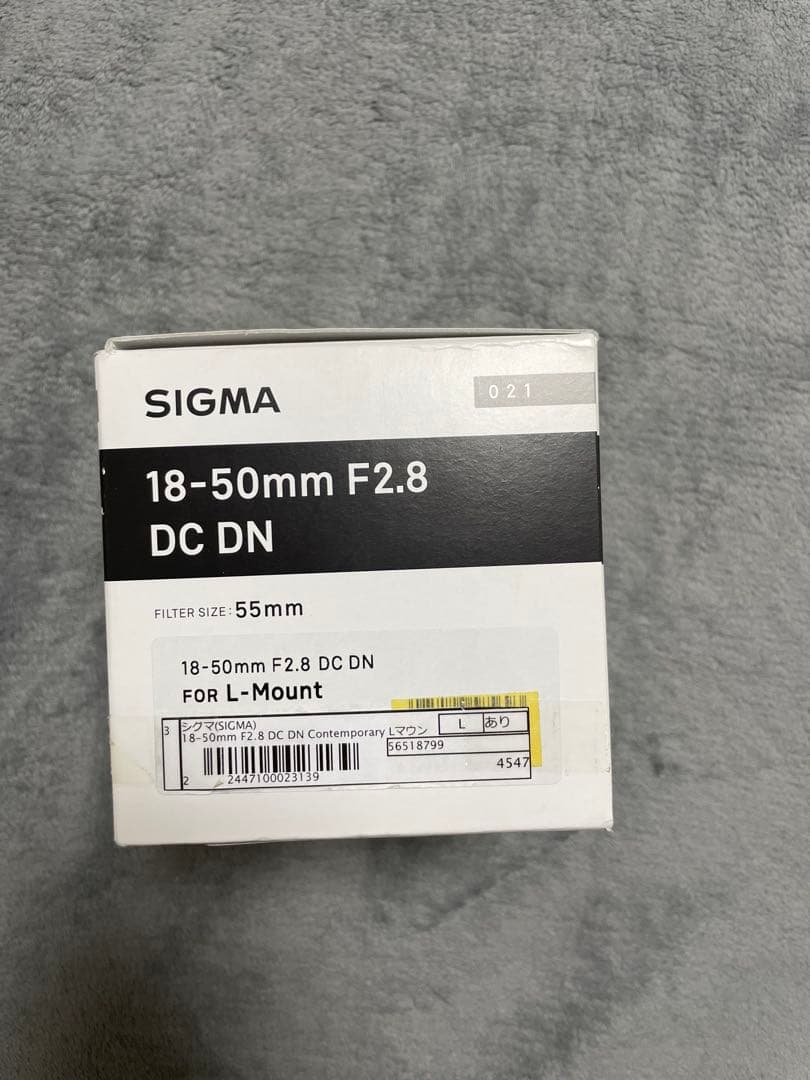 SIGMA
021
18-50mm F2.8
DC DN
FILTER SIZE: 55mm
18-50mm F2.8 DC DN
FOR L-Mount
3
シグマ(SIGMA)
L
あり
18-50mm F2.8 DC DN Contemporary Lマウン
56518799
4547
2
2447100023139